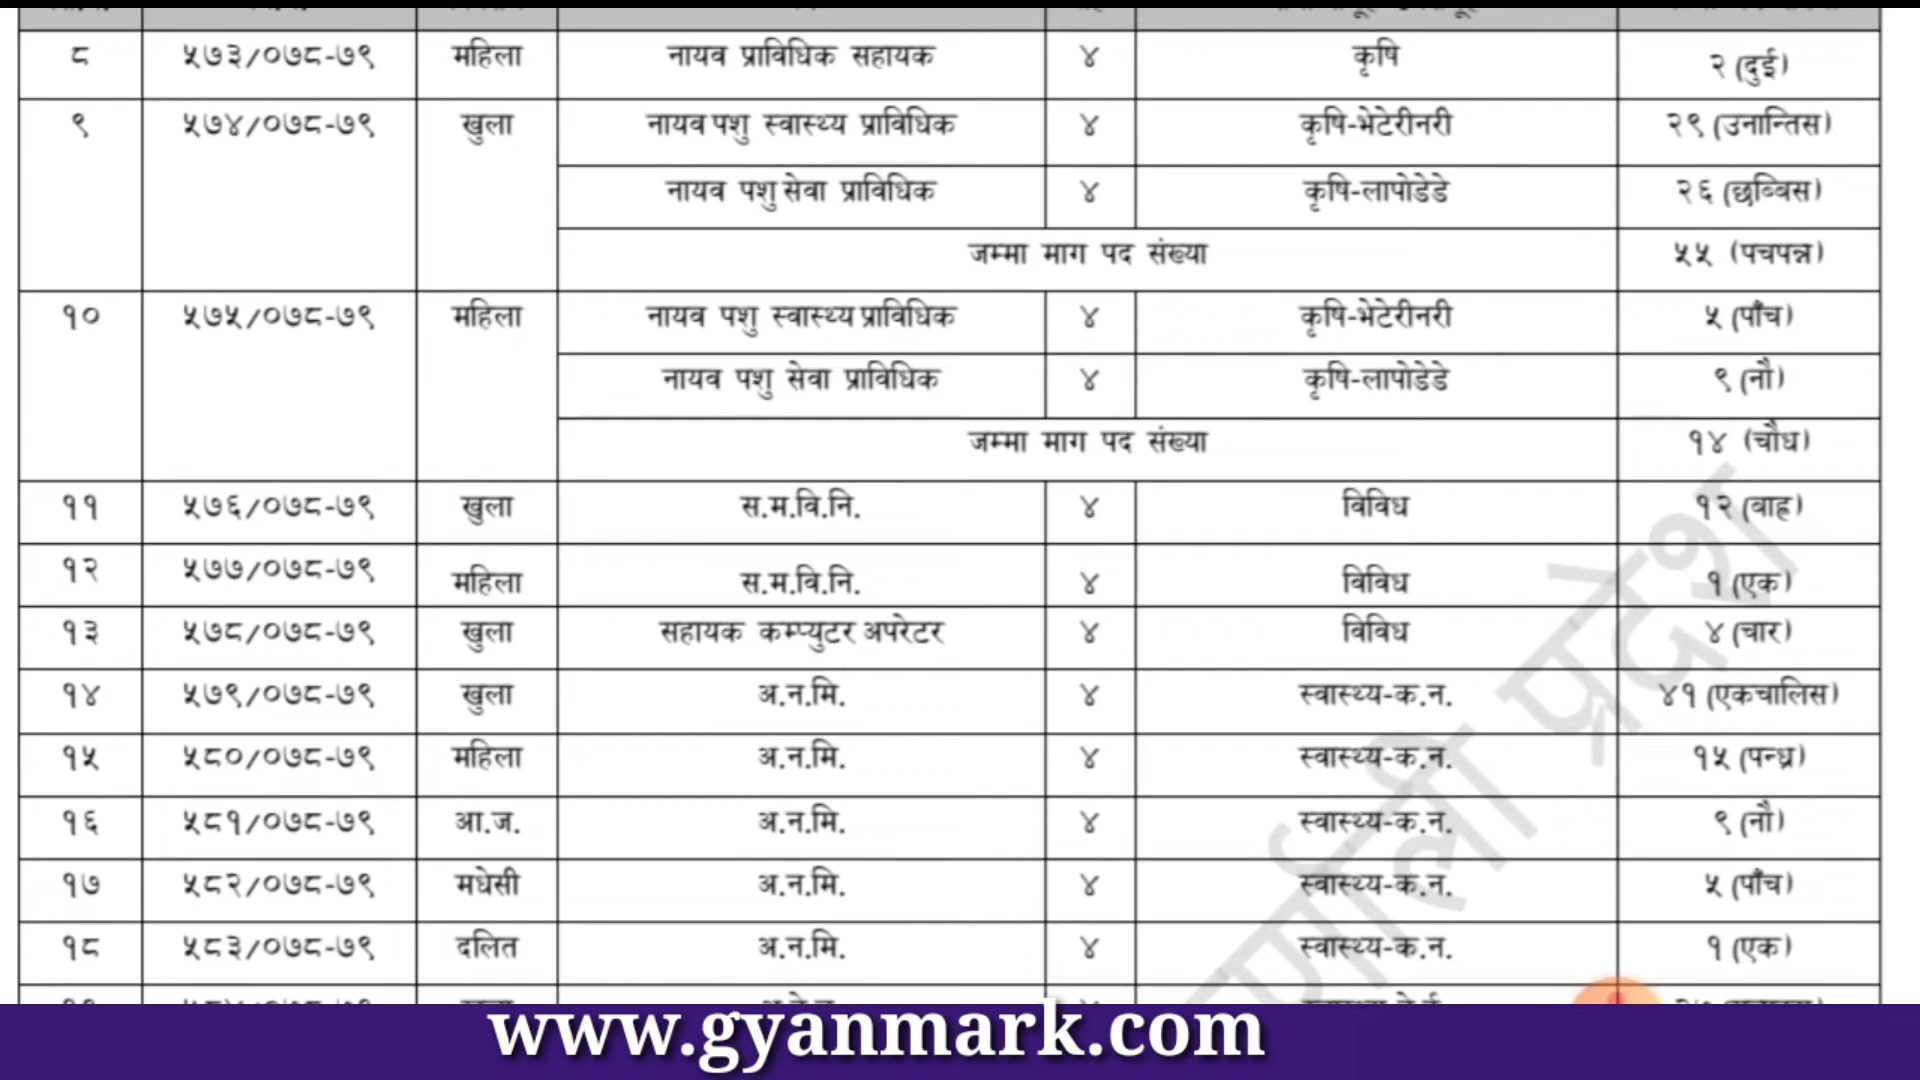 ८ ५७३/०७८-७९ महिला नायव प्राविधिक सहायक ४ कृषि २ (दुई)
९ ५७४/०७८-७९ खुला नायव पशु स्वास्थ्य प्राविधिक ४ कृषि-भेटेरीनरी २९ (उनान्तिस)
नायव पशु सेवा प्राविधिक ४ कृषि-लापोडेडे २६ (छब्बिस)
जम्मा माग पद संख्या ५५ (पचपन्न)
१० ५७५/०७८-७९ महिला नायव पशु स्वास्थ्य प्राविधिक ४ कृषि-भेटेरीनरी ५ (पाँच)
नायव पशु सेवा प्राविधिक ४ कृषि-लापोडेडे ९ (नौ)
जम्मा माग पद संख्या १४ (चौध)
११ ५७६/०७८-७९ खुला स.म.वि.नि. ४ विविध १२ (बाह्र)
१२ ५७७/०७८-७९ महिला स.म.वि.नि. ४ विविध १ (एक)
१३ ५७८/०७८-७९ खुला सहायक कम्प्युटर अपरेटर ४ विविध ४ (चार)
१४ ५७९/०७८-७९ खुला अ.न.मि. ४ स्वास्थ्य-क.न. ४१ (एकचालिस)
१५ ५८०/०७८-७९ महिला अ.न.मि. ४ स्वास्थ्य-क.न. १५ (पन्ध्र)
१६ ५८१/०७८-७९ आ.ज. अ.न.मि. ४ स्वास्थ्य-क.न. ९ (नौ)
१७ ५८२/०७८-७९ मधेसी अ.न.मि. ४ स्वास्थ्य-क.न. ५ (पाँच)
१८ ५८३/०७८-७९ दलित अ.न.मि. ४ स्वास्थ्य-क.न. १ (एक)
प्रदेश
www.gyanmark.com